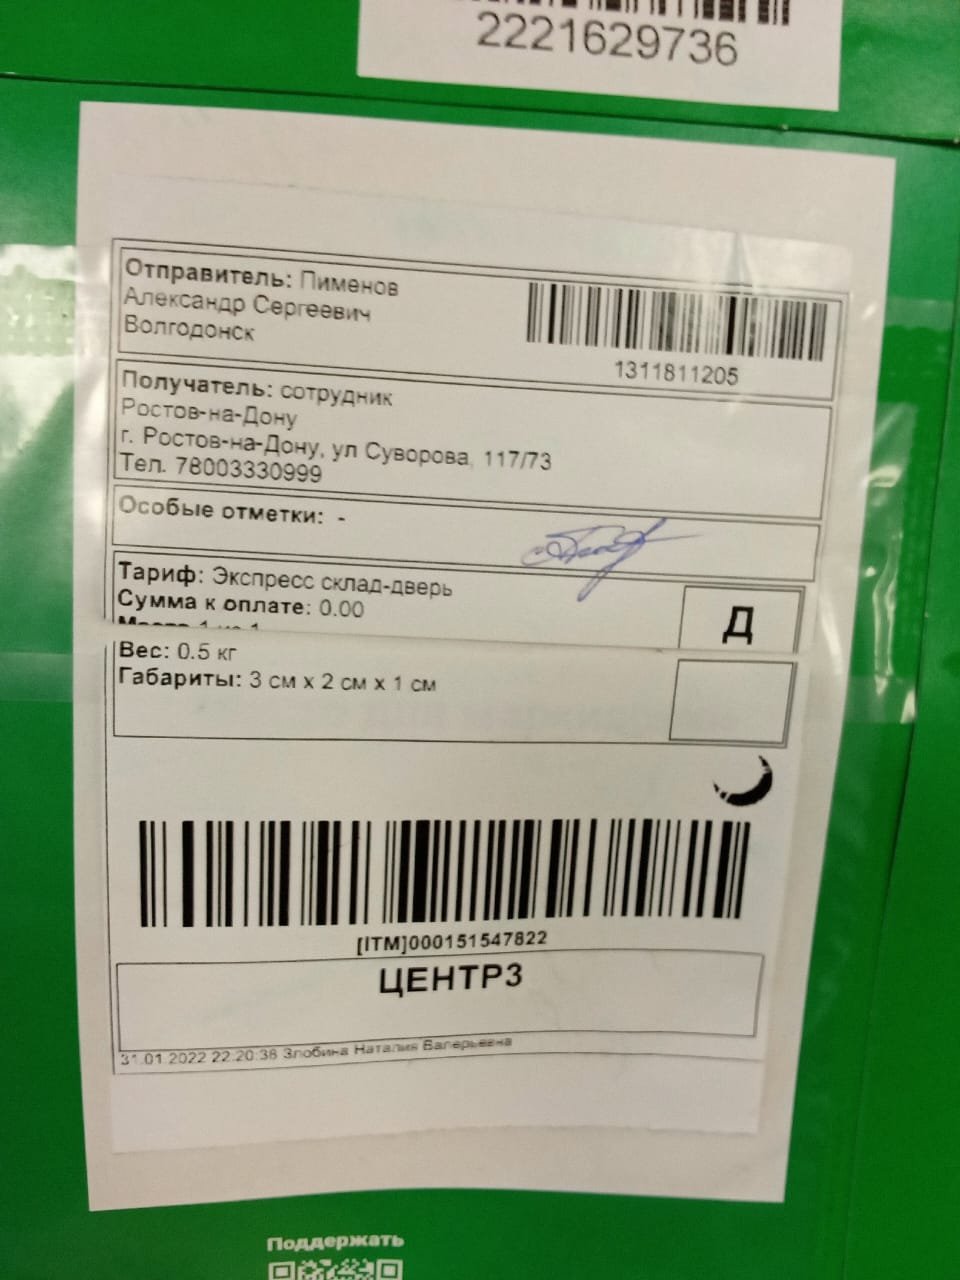 2221629736
Отправитель: Пименов
Александр Сергеевич
Волгодонск
1311811205
Получатель: сотрудник
Ростов-на-Дону
г. Ростов-на-Дону, ул Суворова, 117/73
Тел. 78003330999
Особые отметки: -
Тариф: Экспресс склад-дверь
Сумма к оплате: 0.00
Д
Вес: 0.5 кг
Габариты: 3 см x 2 см x 1 см
[ITM]000151547822
ЦЕНТР3
31.01.2022 22:20:38 Злобина Наталия Валерьевна
Поддержать